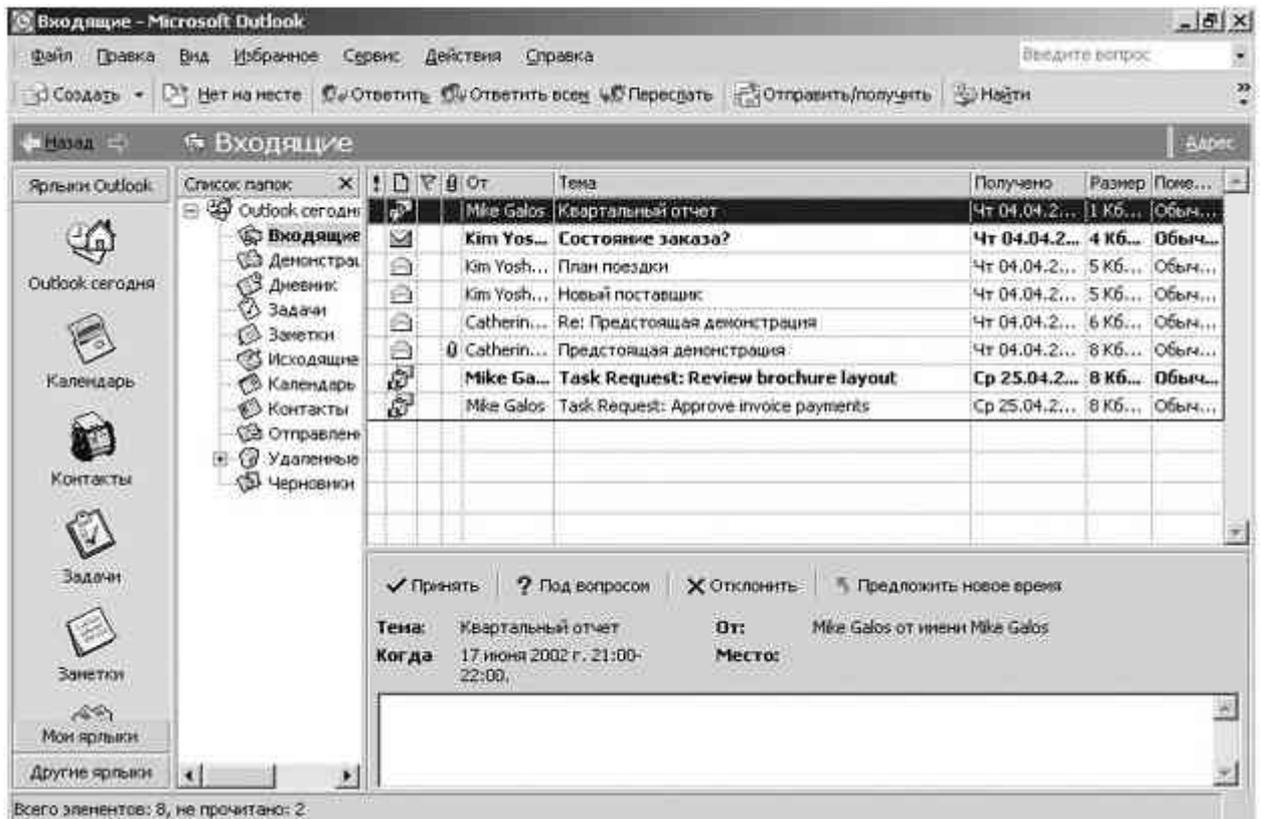 Входящие - Microsoft Outlook
Файл Правка Вид Избранное Сервис Действия Справка Введите вопрос
Создать Нет на месте Ответить Ответить всем Переслать Отправить/получить Найти
Назад Входящие Адрес
Ярлыки Outlook
Outlook сегодня
Календарь
Контакты
Задачи
Заметки
Мои ярлыки
Другие ярлыки
Список папок
Outlook сегодн
Входящие
Демонстрац
Дневник
Задачи
Заметки
Исходящие
Календарь
Контакты
Отправлен
Удаленные
Черновики
От Тема Получено Размер Поме...
Mike Galos Квартальный отчет Чт 04.04.2... 1 Кб... Обыч...
Kim Yos... Состояние заказа? Чт 04.04.2... 4 Кб... Обыч...
Kim Yosh... План поездки Чт 04.04.2... 5 Кб... Обыч...
Kim Yosh... Новый поставщик Чт 04.04.2... 5 Кб... Обыч...
Catherin... Re: Предстоящая демонстрация Чт 04.04.2... 6 Кб... Обыч...
Catherin... Предстоящая демонстрация Чт 04.04.2... 8 Кб... Обыч...
Mike Ga... Task Request: Review brochure layout Ср 25.04.2... 8 Кб... Обыч...
Mike Galos Task Request: Approve invoice payments Ср 25.04.2... 8 Кб... Обыч...
Принять ? Под вопросом Отклонить Предложить новое время
Тема: Квартальный отчет От: Mike Galos от имени Mike Galos
Когда 17 июня 2002 г. 21:00- Место:
22:00.
Всего элементов: 8, не прочитано: 2